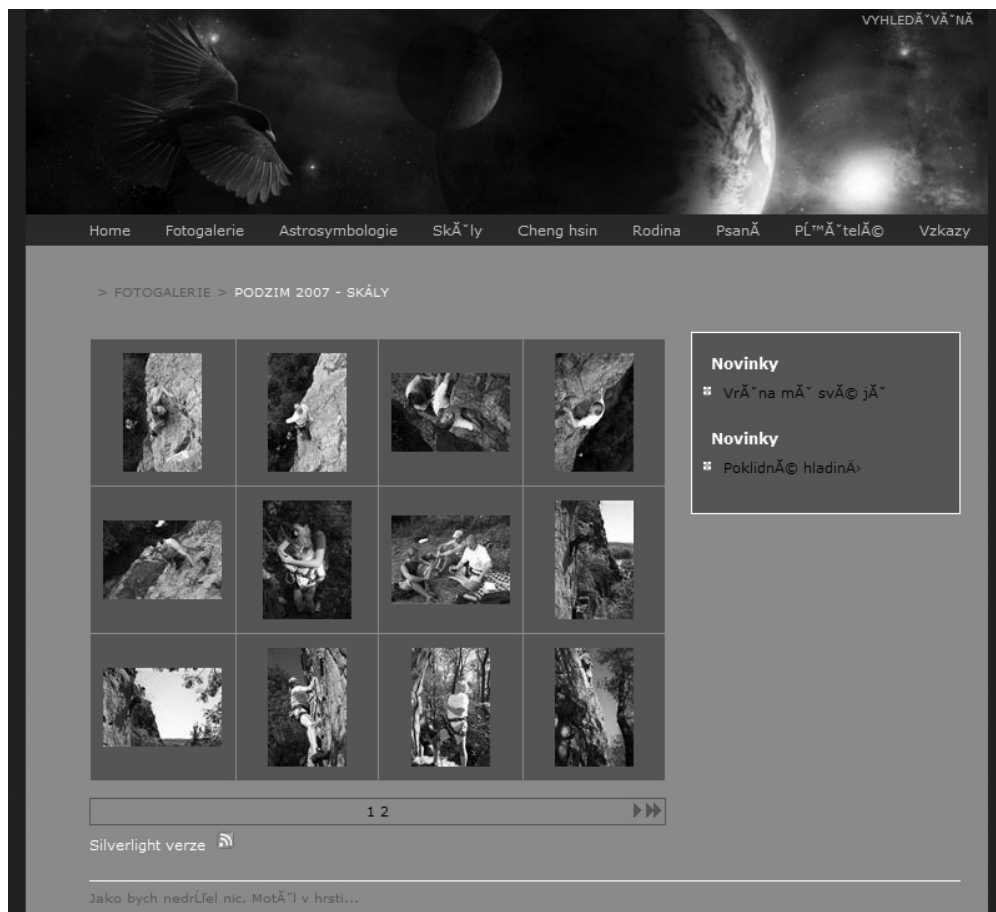 VYHLEDĂˇVĂˇNĂ
Home Fotogalerie Astrosymbologie SkĂˇly Cheng hsin Rodina PsanĂ PĹ™ĂˇtelĂ© Vzkazy
> FOTOGALERIE > PODZIM 2007 - SKÁLY
Novinky
VrĂˇna mĂˇ svĂ© jĂˇ
Novinky
PoklidnĂ© hladinÄ›
1 2
Silverlight verze
Jako bych nedrĹľel nic. MotĂ˝l v hrsti...